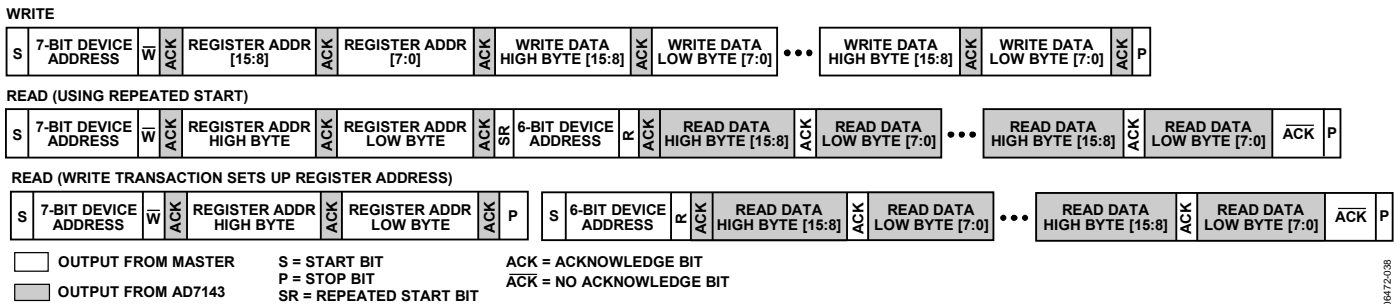 WRITE
S 7-BIT DEVICE ADDRESS W̅ ACK REGISTER ADDR [15:8] ACK REGISTER ADDR [7:0] ACK WRITE DATA HIGH BYTE [15:8] ACK WRITE DATA LOW BYTE [7:0] ••• WRITE DATA HIGH BYTE [15:8] ACK WRITE DATA LOW BYTE [7:0] ACK P
READ (USING REPEATED START)
S 7-BIT DEVICE ADDRESS W̅ ACK REGISTER ADDR HIGH BYTE ACK REGISTER ADDR LOW BYTE ACK SR 6-BIT DEVICE ADDRESS R ACK READ DATA HIGH BYTE [15:8] ACK READ DATA LOW BYTE [7:0] ••• READ DATA HIGH BYTE [15:8] ACK READ DATA LOW BYTE [7:0] A̅C̅K̅ P
READ (WRITE TRANSACTION SETS UP REGISTER ADDRESS)
S 7-BIT DEVICE ADDRESS W̅ ACK REGISTER ADDR HIGH BYTE ACK REGISTER ADDR LOW BYTE ACK P S 6-BIT DEVICE ADDRESS R ACK READ DATA HIGH BYTE [15:8] ACK READ DATA LOW BYTE [7:0] ••• READ DATA HIGH BYTE [15:8] ACK READ DATA LOW BYTE [7:0] A̅C̅K̅ P
OUTPUT FROM MASTER
OUTPUT FROM AD7143
S = START BIT
P = STOP BIT
SR = REPEATED START BIT
ACK = ACKNOWLEDGE BIT
A̅C̅K̅ = NO ACKNOWLEDGE BIT
06472-038